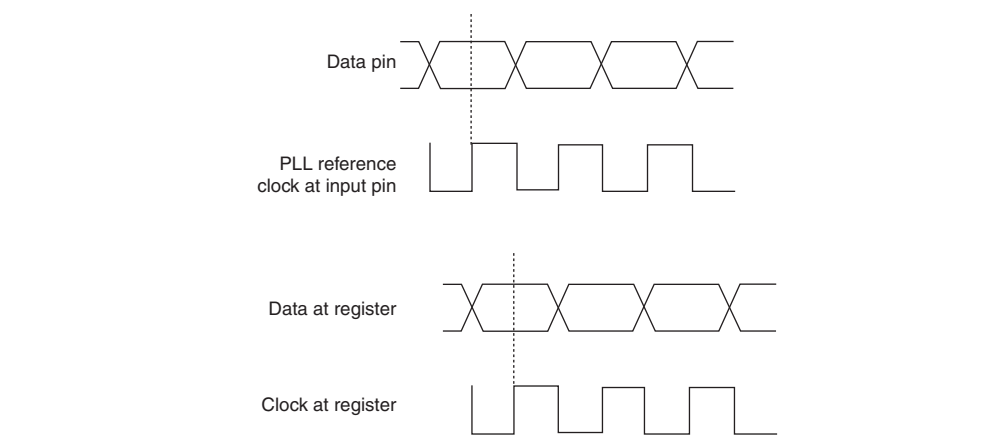 Data pin
PLL reference
clock at input pin
Data at register
Clock at register